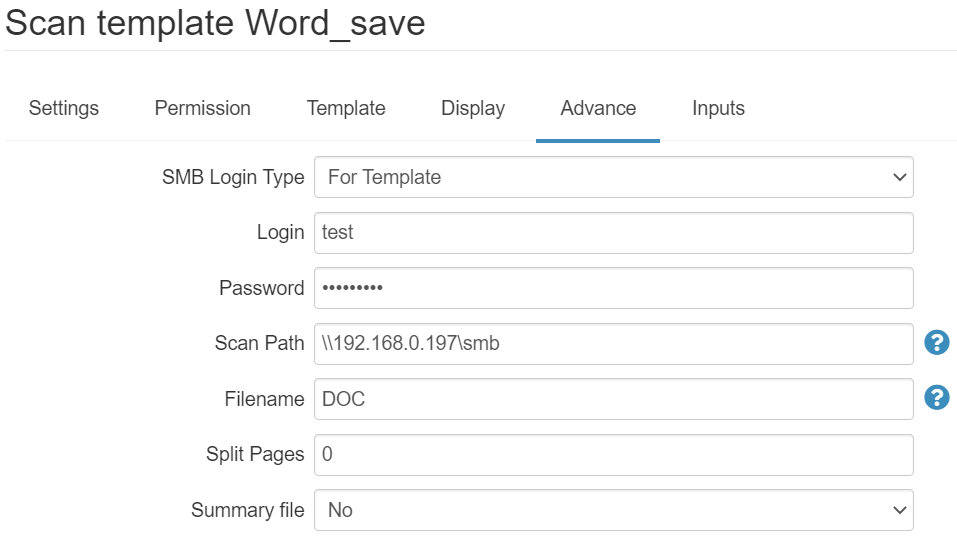 Scan template Word_save
Settings Permission Template Display Advance Inputs
SMB Login Type For Template
Login test
Password •••••••••
Scan Path \\192.168.0.197\smb ?
Filename DOC ?
Split Pages 0
Summary file No